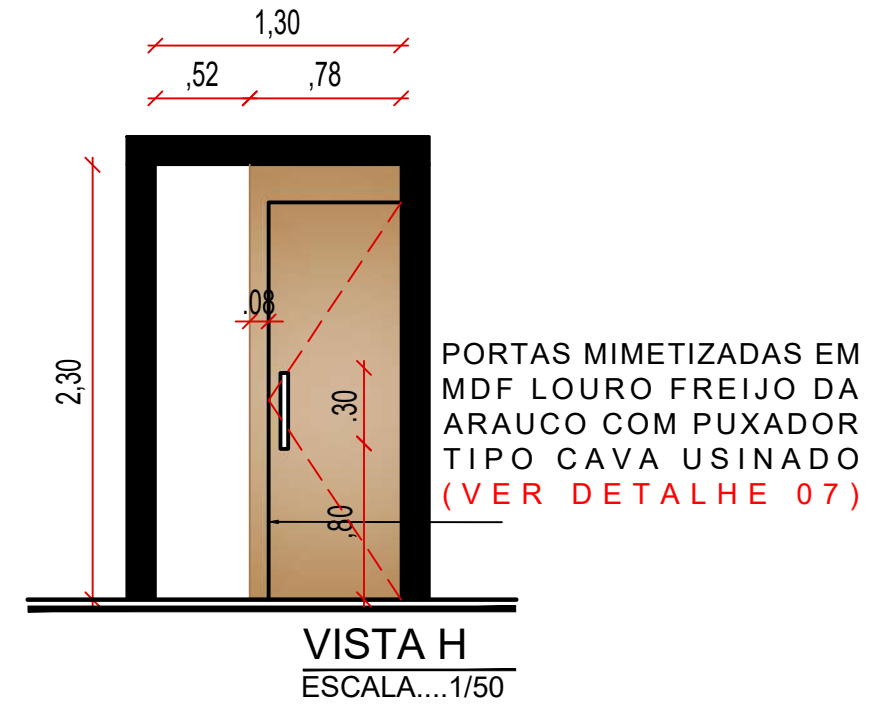 1,30
,52
,78
.08
2,30
.30
,80
PORTAS MIMETIZADAS EM
MDF LOURO FREIJO DA
ARAUCO COM PUXADOR
TIPO CAVA USINADO
(VER DETALHE 07)
VISTA H
ESCALA....1/50